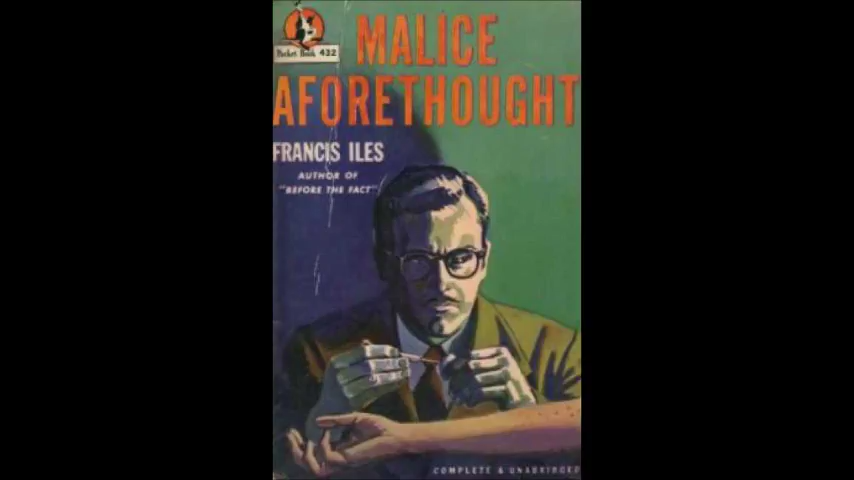 Pocket Book 432
MALICE
AFORETHOUGHT
FRANCIS ILES
AUTHOR OF
"BEFORE THE FACT"
COMPLETE & UNABRIDGED